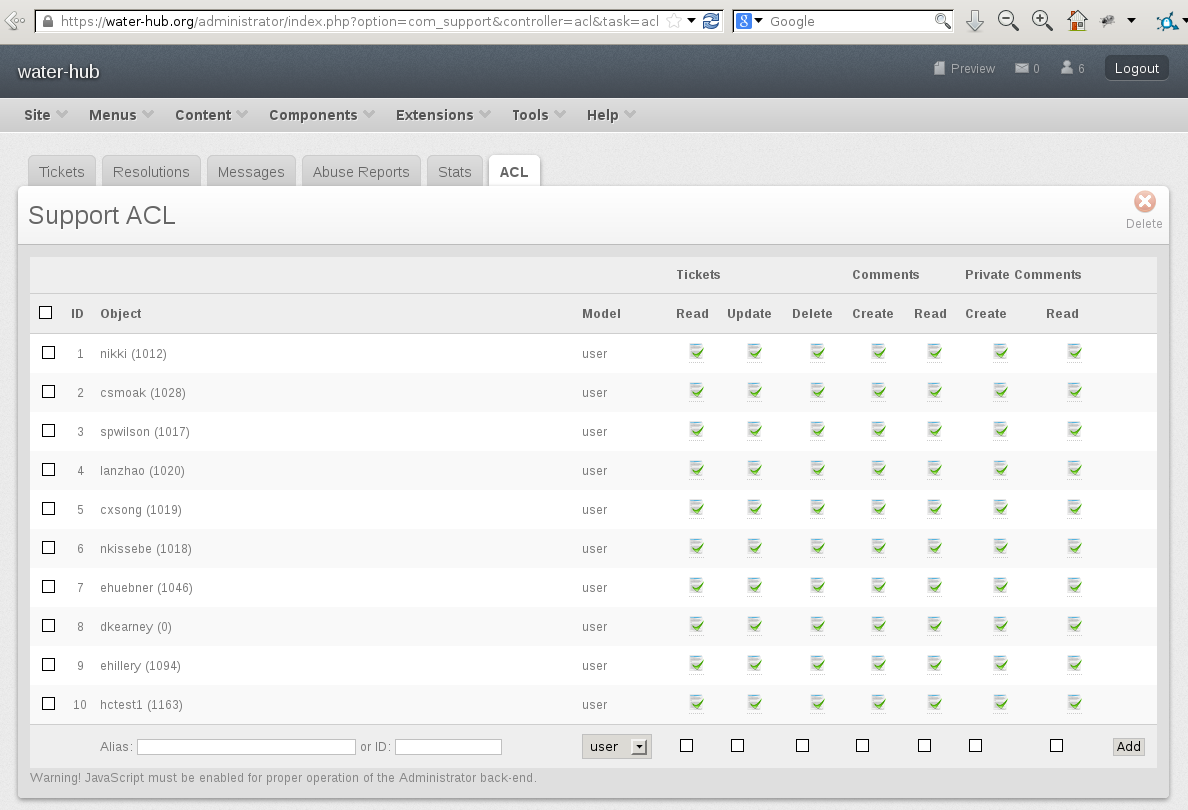 https://water-hub.org/administrator/index.php?option=com_support&controller=acl&task=acl Google
water-hub Preview 0 6 Logout
Site Menus Content Components Extensions Tools Help
Tickets Resolutions Messages Abuse Reports Stats ACL
Support ACL Delete
Tickets Comments Private Comments
ID Object Model Read Update Delete Create Read Create Read
1 nikki (1012) user
2 csmoak (1028) user
3 spwilson (1017) user
4 lanzhao (1020) user
5 cxsong (1019) user
6 nkissebe (1018) user
7 ehuebner (1046) user
8 dkearney (0) user
9 ehillery (1094) user
10 hctest1 (1163) user
Alias: or ID: user Add
Warning! JavaScript must be enabled for proper operation of the Administrator back-end.